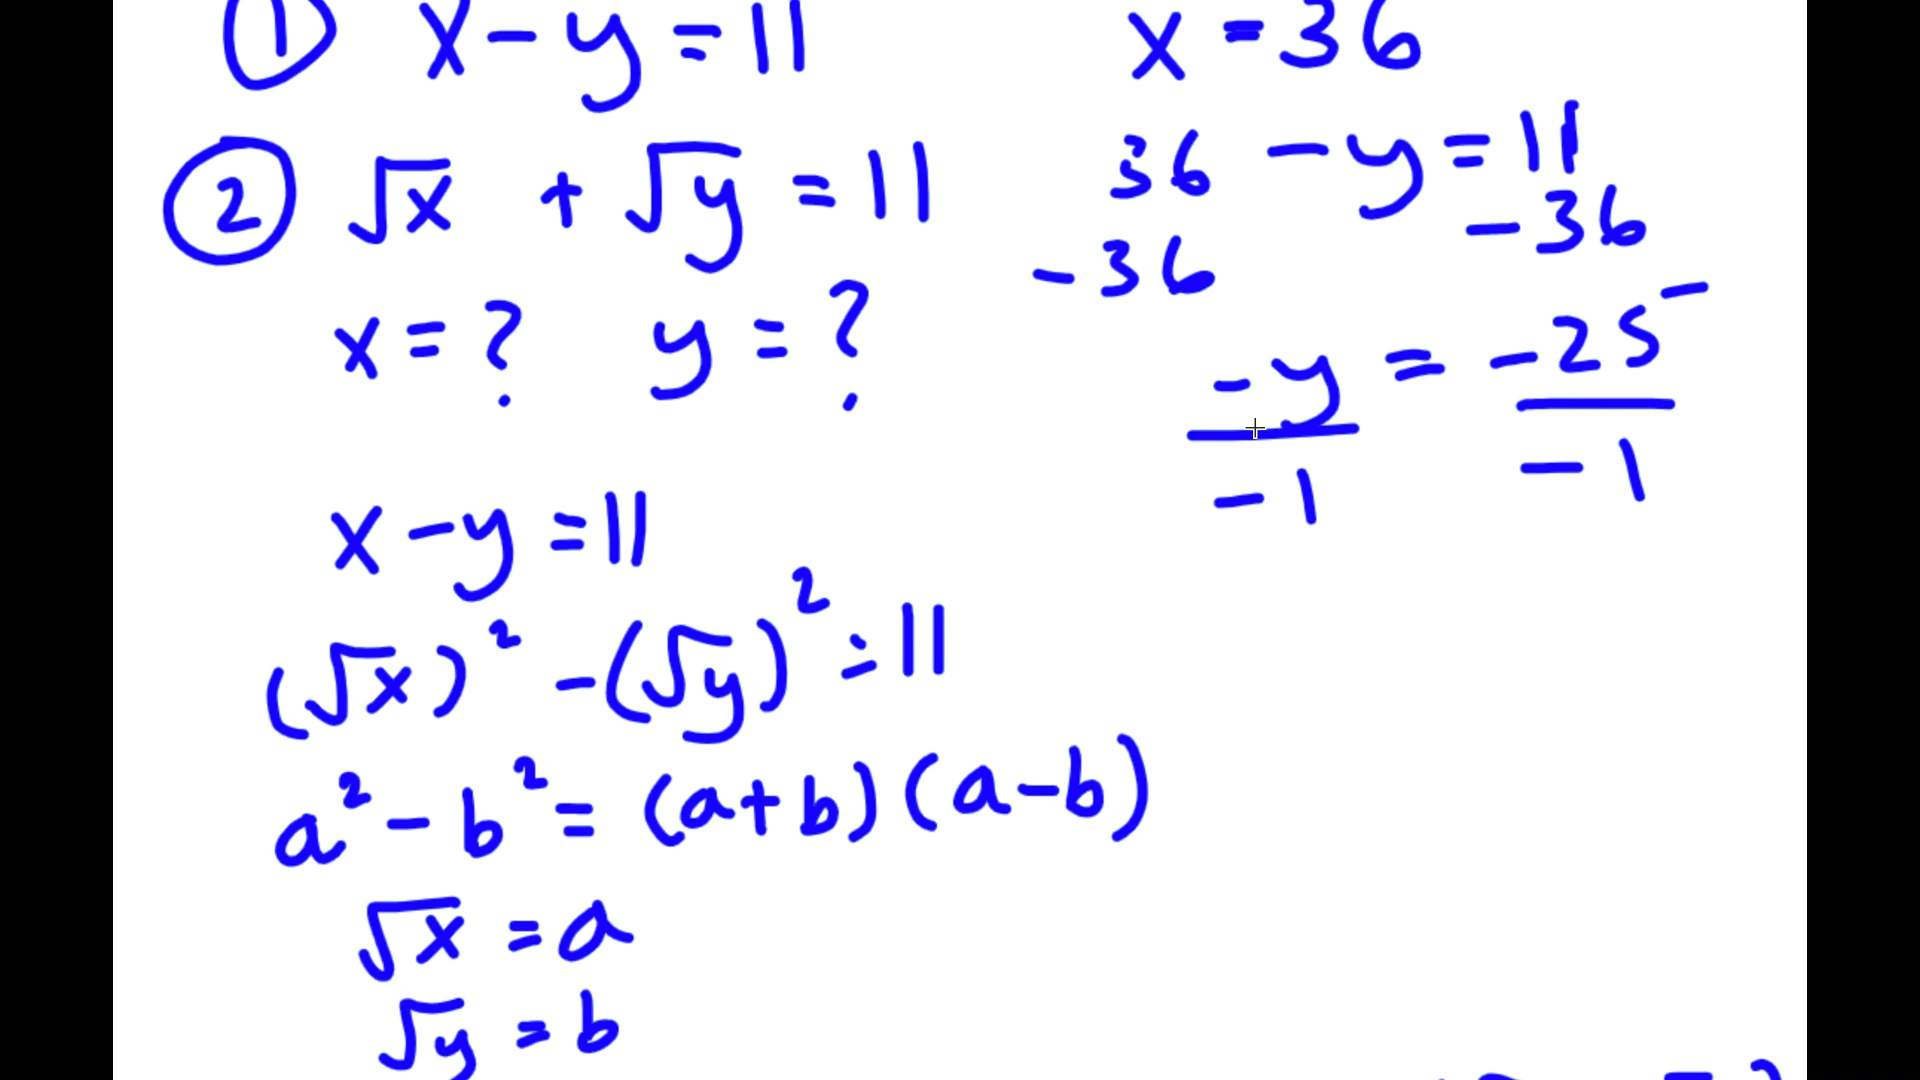 ① x - y = 11
② √x + √y = 11
x = ? y = ?
x - y = 11
(√x)² - (√y)² = 11
a² - b² = (a+b)(a-b)
√x = a
√y = b
x = 36
36 - y = 11
-36 -36
-y = -25 -
-1 -1